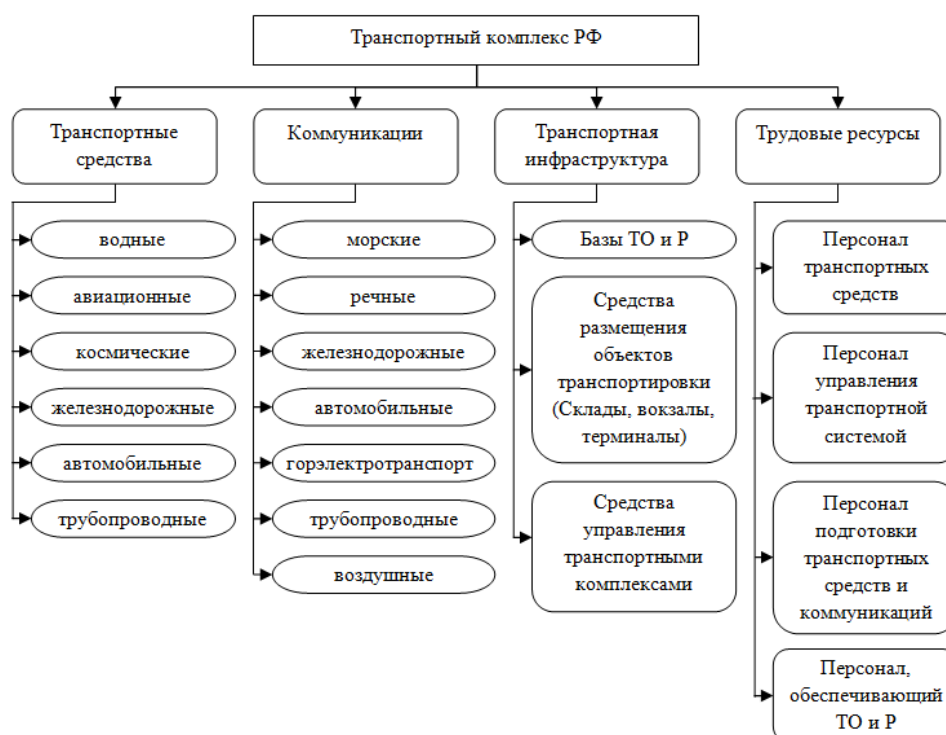 Транспортный комплекс РФ
Транспортные
средства
водные
авиационные
космические
железнодорожные
автомобильные
трубопроводные
Коммуникации
морские
речные
железнодорожные
автомобильные
горэлектротранспорт
трубопроводные
воздушные
Транспортная
инфраструктура
Базы ТО и Р
Средства
размещения
объектов
транспортировки
(Склады, вокзалы,
терминалы)
Средства
управления
транспортными
комплексами
Трудовые ресурсы
Персонал
транспортных
средств
Персонал
управления
транспортной
системой
Персонал
подготовки
транспортных
средств и
коммуникаций
Персонал,
обеспечивающий
ТО и Р